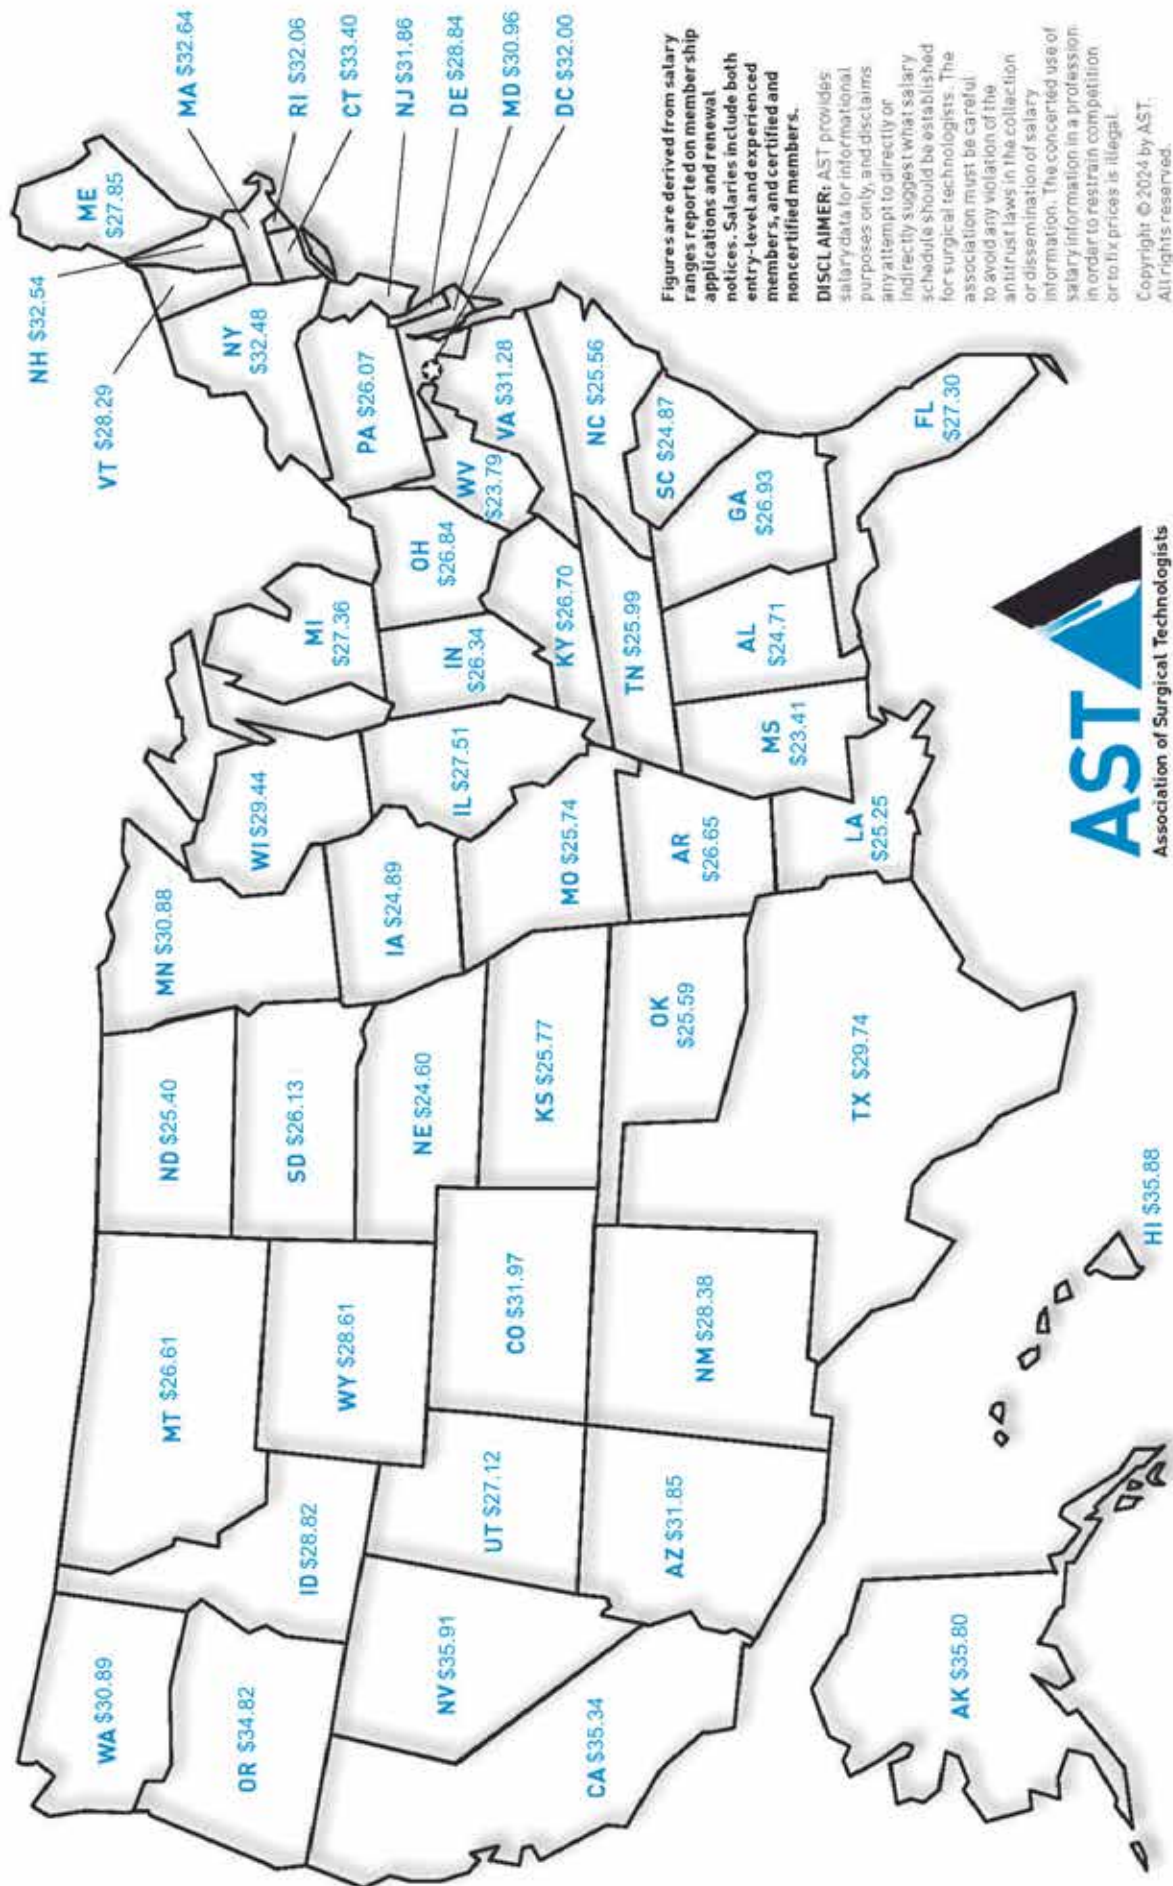 WA $30.89
OR $34.82
CA $35.34
NV $35.91
ID $28.82
MT $26.61
WY $28.61
UT $27.12
AZ $31.85
CO $31.97
NM $28.38
ND $25.40
SD $26.13
NE $24.60
KS $25.77
OK
$25.59
TX $29.74
MN $30.88
IA $24.89
MO $25.74
AR
$26.65
LA
$25.25
WI $29.44
IL $27.51
MI
$27.36
IN
$26.34
OH
$26.84
KY $26.70
TN $25.99
MS
$23.41
AL
$24.71
GA
$26.93
FL
$27.30
SC $24.87
NC $25.56
VA $31.28
WV
$23.79
PA $26.07
NY
$32.48
VT $28.29
NH $32.54
ME
$27.85
MA $32.64
RI $32.06
CT $33.40
NJ $31.86
DE $28.84
MD $30.96
DC $32.00
AK $35.80
HI $35.88
AST
Association of Surgical Technologists
Figures are derived from salary
ranges reported on membership
applications and renewal
notices. Salaries include both
entry-level and experienced
members, and certified and
noncertified members.
DISCLAIMER: AST provides
salary data for informational
purposes only, and disclaims
any attempt to directly or
indirectly suggest what salary
schedule should be established
for surgical technologists. The
association must be careful
to avoid any violation of the
antitrust laws in the collection
or dissemination of salary
information. The concerted use of
salary information in a profession
in order to restrain competition
or to fix prices is illegal.
Copyright © 2024 by AST.
All rights reserved.